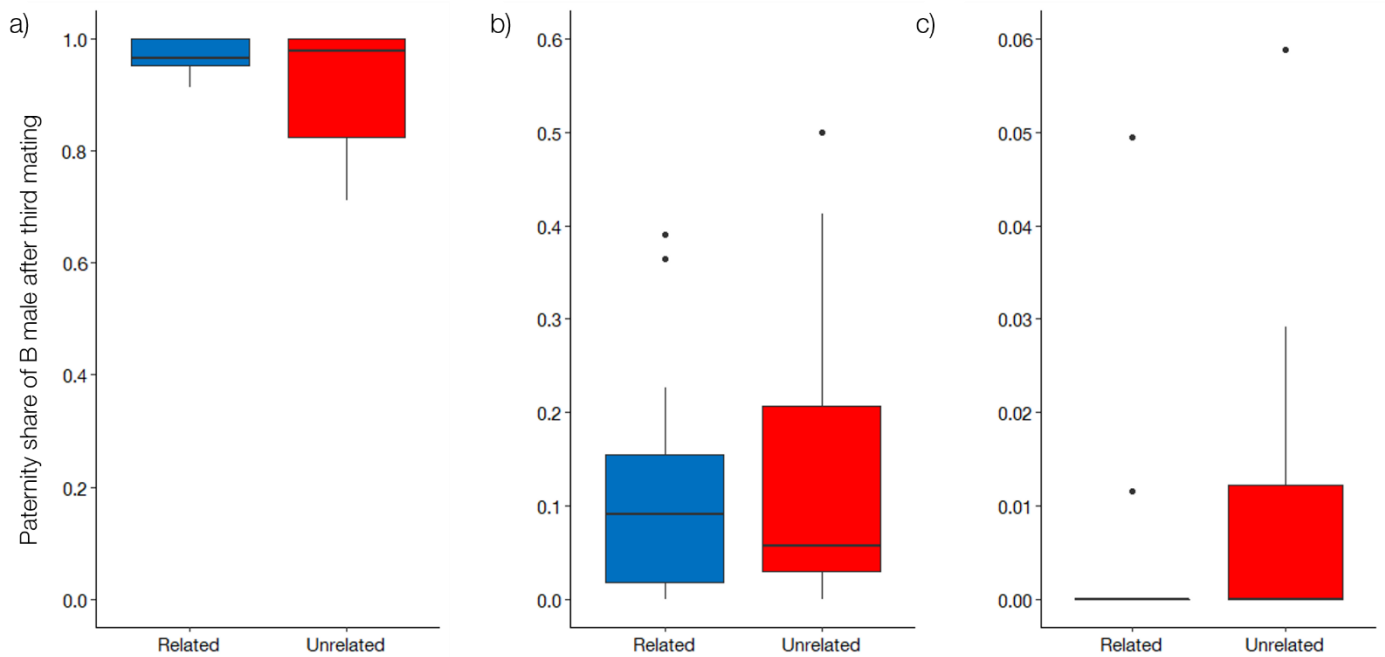 a)
Paternity share of B male after third mating
1.0
0.8
0.6
0.4
0.2
0.0
Related Unrelated
b)
0.6
0.5
0.4
0.3
0.2
0.1
0.0
Related Unrelated
c)
0.06
0.05
0.04
0.03
0.02
0.01
0.00
Related Unrelated